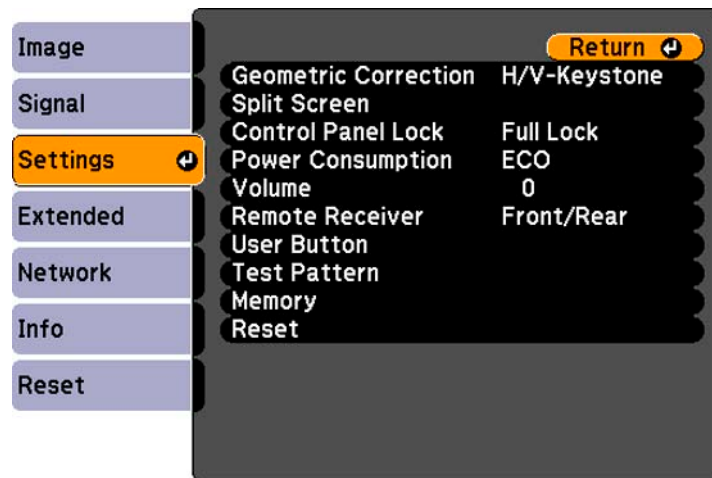 Image
Signal
Settings
Extended
Network
Info
Reset
Return
Geometric Correction H/V-Keystone
Split Screen
Control Panel Lock Full Lock
Power Consumption ECO
Volume 0
Remote Receiver Front/Rear
User Button
Test Pattern
Memory
Reset